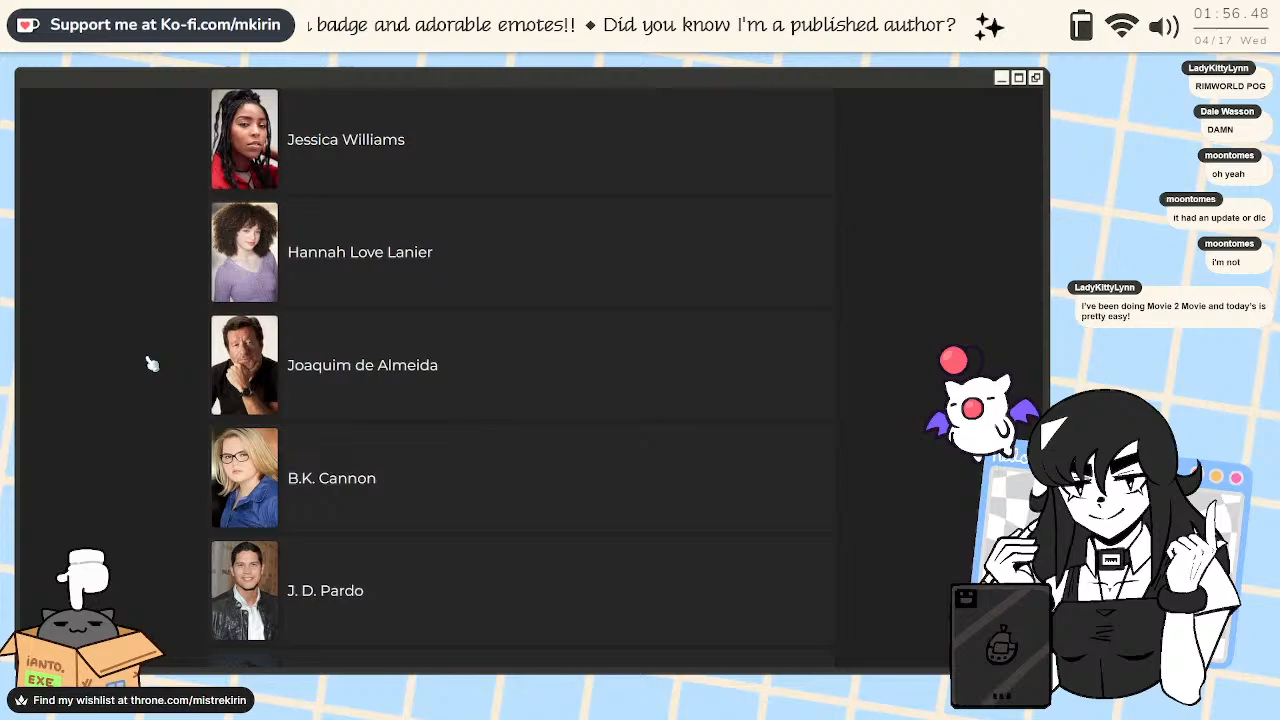 Support me at Ko-fi.com/mkirin
badge and adorable emotes!! ◆ Did you know I'm a published author?
01:56.48
04/17 Wed
LadyKittyLynn
RIMWORLD POG
Dale Wasson
DAMN
moontomes
oh yeah
moontomes
it had an update or dlc
moontomes
i'm not
LadyKittyLynn
I've been doing Movie 2 Movie and today's is
pretty easy!
Jessica Williams
Hannah Love Lanier
Joaquim de Almeida
B.K. Cannon
J. D. Pardo
iANTO.
EXE
Find my wishlist at throne.com/mistrekirin